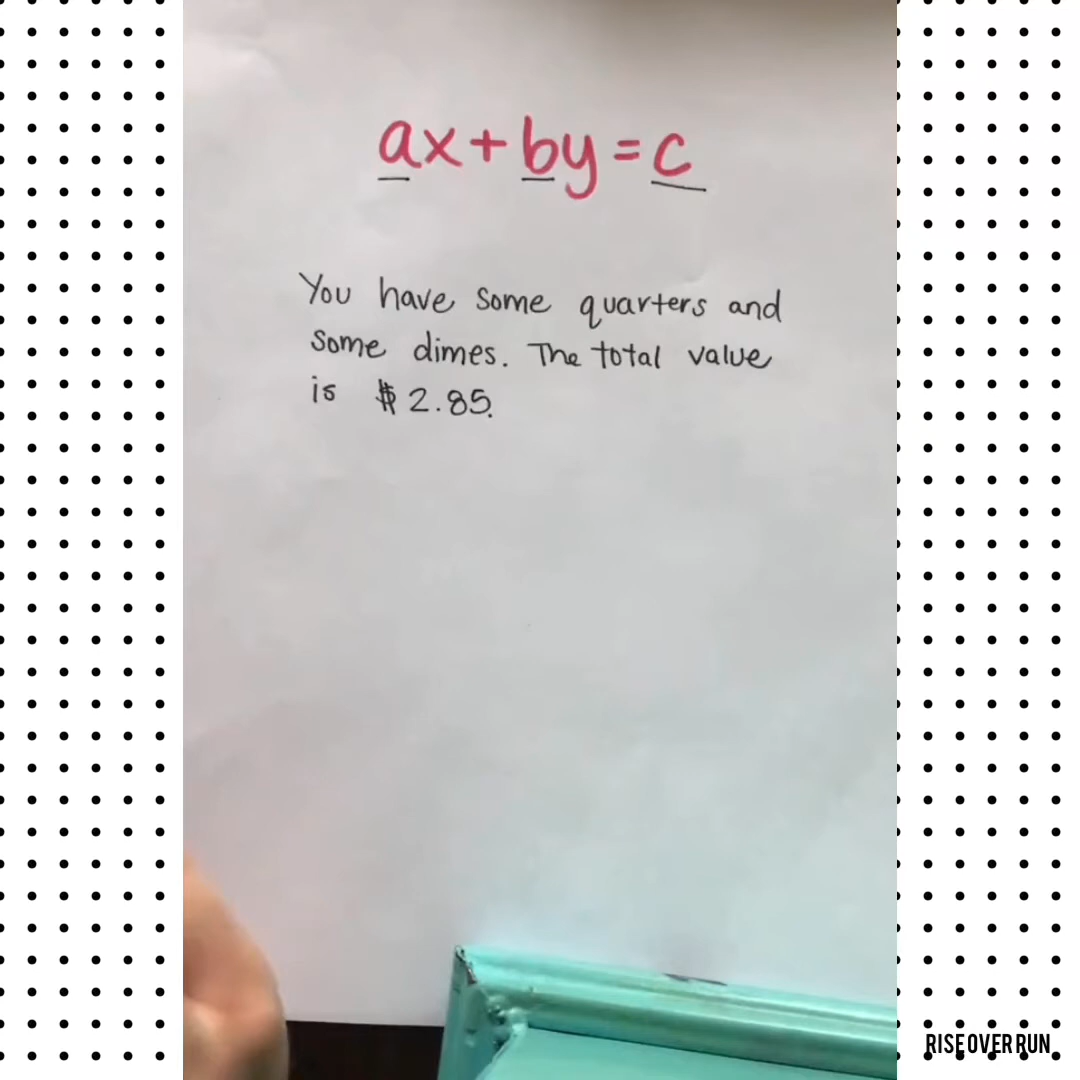 ax + by = c
You have some quarters and
some dimes. The total value
is $2.85.
RISE OVER RUN